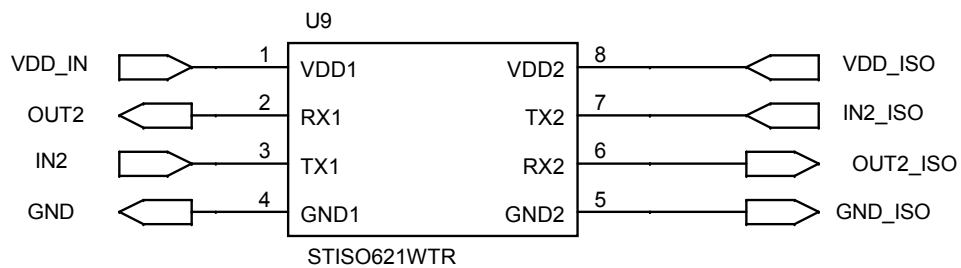 U9
VDD_IN 1 VDD1 VDD2 8 VDD_ISO
OUT2 2 RX1 TX2 7 IN2_ISO
IN2 3 TX1 RX2 6 OUT2_ISO
GND 4 GND1 GND2 5 GND_ISO
STISO621WTR